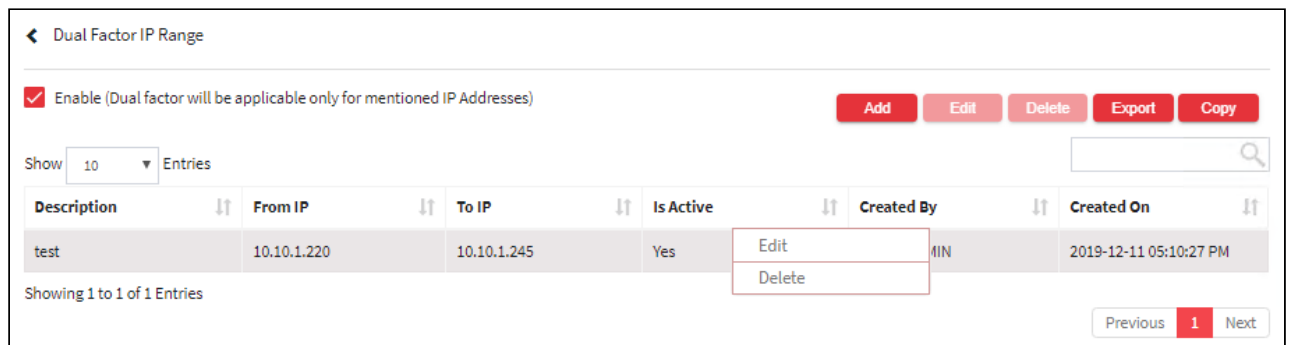 Dual Factor IP Range
Enable (Dual factor will be applicable only for mentioned IP Addresses)
Add Edit Delete Export Copy
Show 10 Entries
Description From IP To IP Is Active Created By Created On
test 10.10.1.220 10.10.1.245 Yes MIN 2019-12-11 05:10:27 PM
Edit
Delete
Showing 1 to 1 of 1 Entries
Previous 1 Next